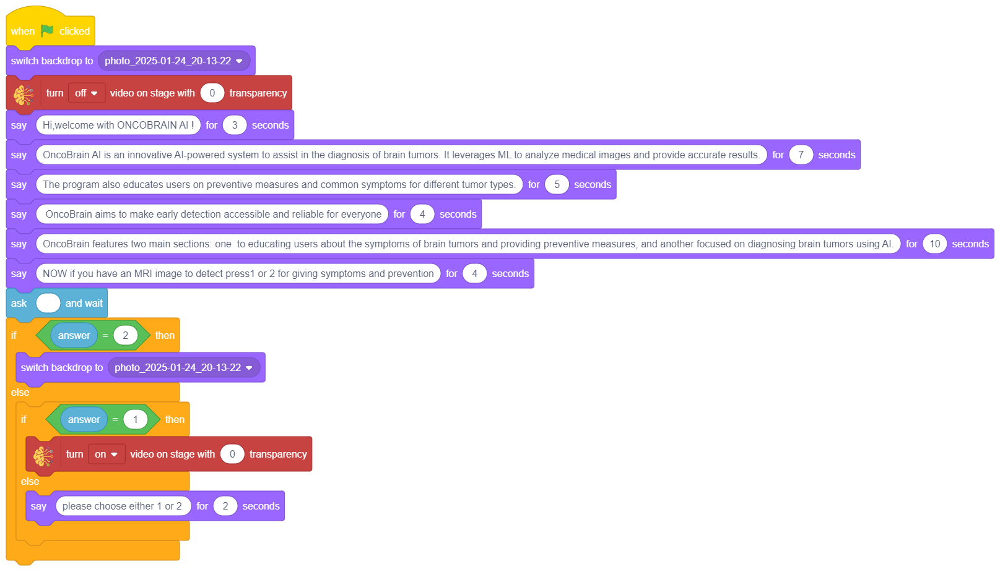 when clicked
switch backdrop to photo_2025-01-24_20-13-22
turn off video on stage with 0 transparency
say Hi,welcome with ONCOBRAIN AI ! for 3 seconds
say OncoBrain AI is an innovative AI-powered system to assist in the diagnosis of brain tumors. It leverages ML to analyze medical images and provide accurate results. for 7 seconds
say The program also educates users on preventive measures and common symptoms for different tumor types. for 5 seconds
say OncoBrain aims to make early detection accessible and reliable for everyone for 4 seconds
say OncoBrain features two main sections: one  to educating users about the symptoms of brain tumors and providing preventive measures, and another focused on diagnosing brain tumors using AI. for 10 seconds
say NOW if you have an MRI image to detect press1 or 2 for giving symptoms and prevention for 4 seconds
ask and wait
if answer = 2 then
switch backdrop to photo_2025-01-24_20-13-22
else
if answer = 1 then
turn on video on stage with 0 transparency
else
say please choose either 1 or 2 for 2 seconds